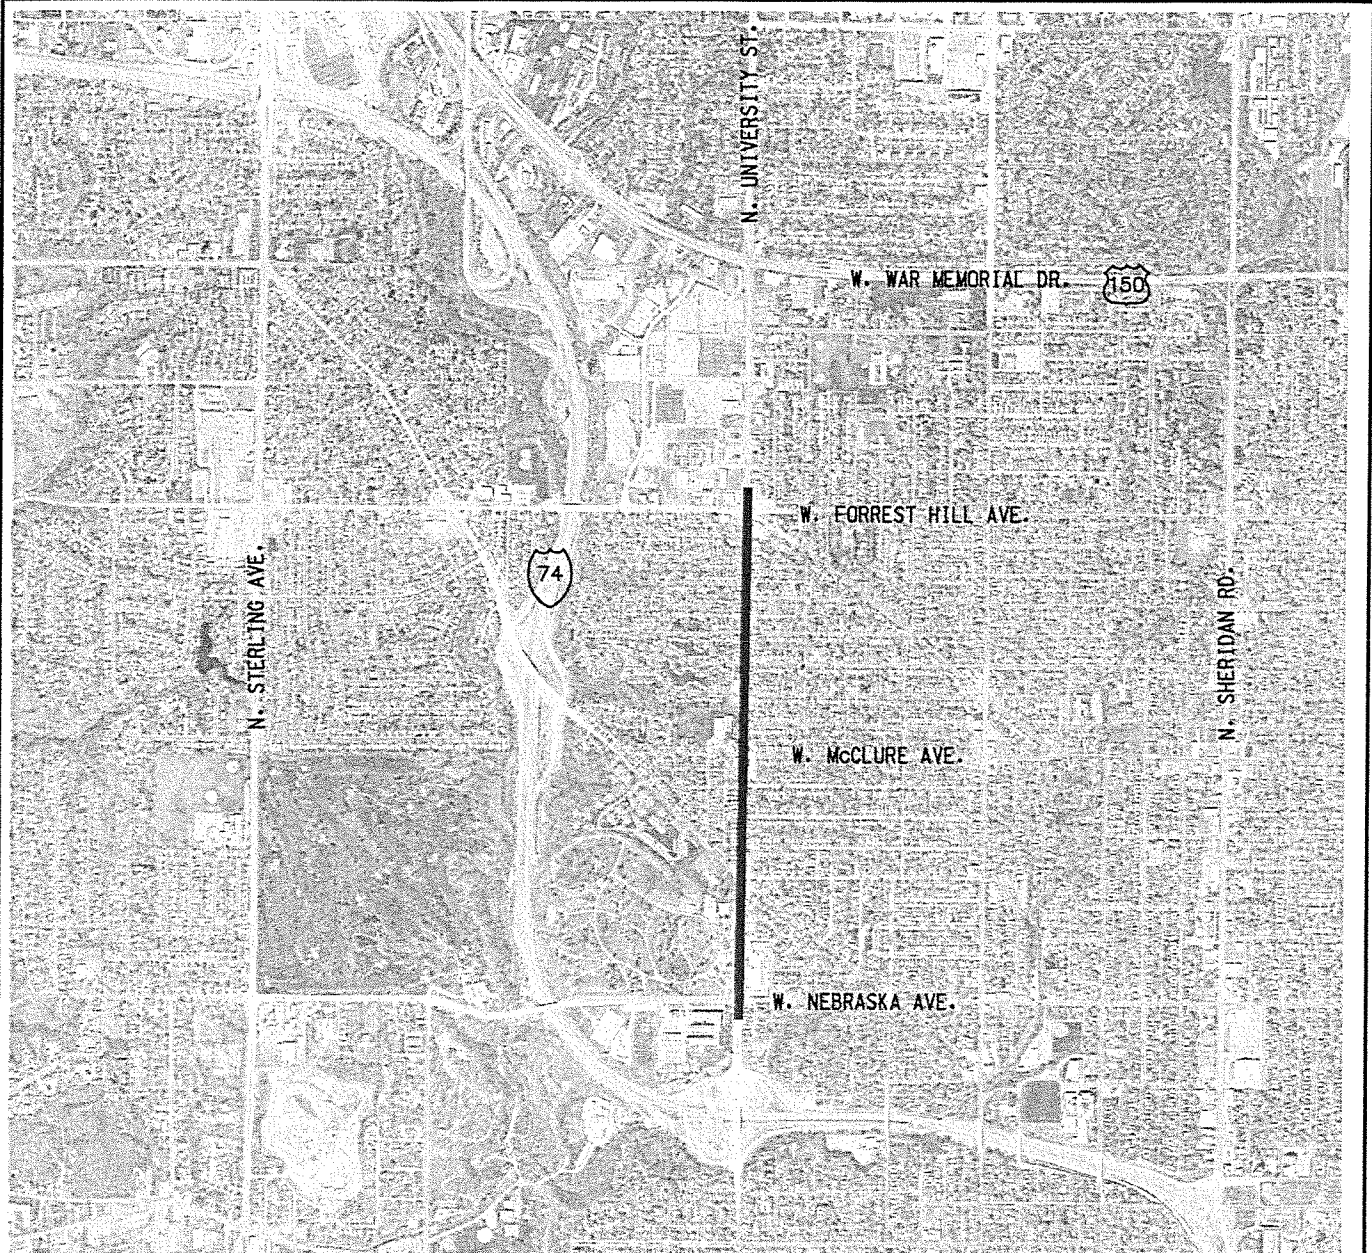 N. UNIVERSITY ST.
W. WAR MEMORIAL DR.
150
W. FORREST HILL AVE.
74
N. STERLING AVE.
N. SHERIDAN RD.
W. McCLURE AVE.
W. NEBRASKA AVE.